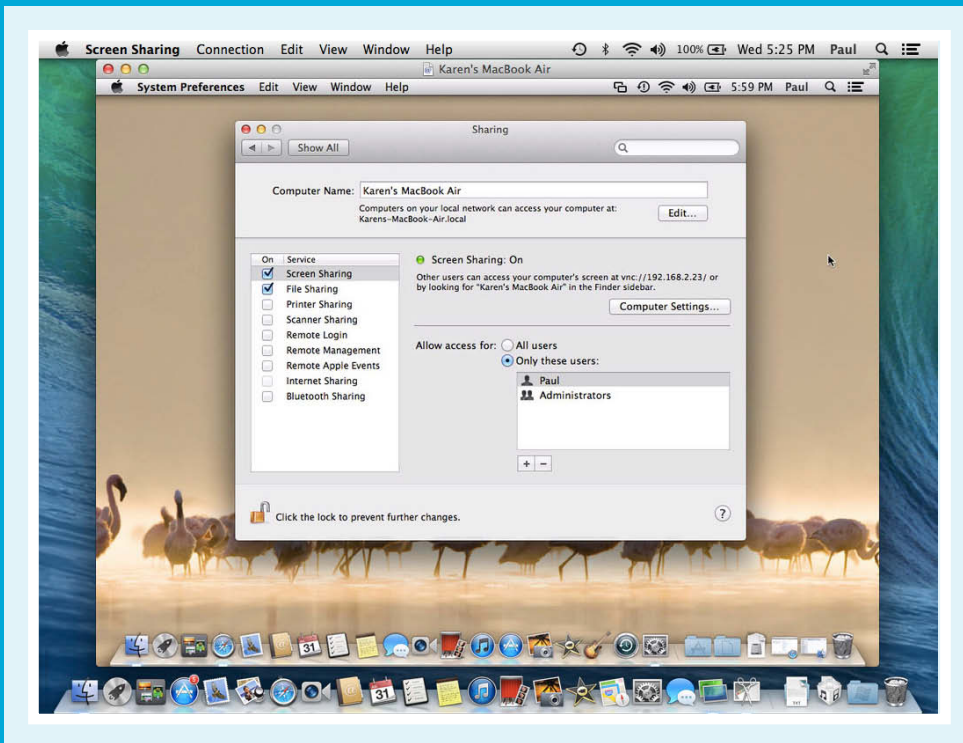 Screen Sharing Connection Edit View Window Help 100% Wed 5:25 PM Paul
Karen's MacBook Air
System Preferences Edit View Window Help 5:59 PM Paul
Sharing
Show All
Computer Name: Karen's MacBook Air
Computers on your local network can access your computer at:
Karens-MacBook-Air.local
Edit...
On Service
Screen Sharing
File Sharing
Printer Sharing
Scanner Sharing
Remote Login
Remote Management
Remote Apple Events
Internet Sharing
Bluetooth Sharing
Screen Sharing: On
Other users can access your computer's screen at vnc://192.168.2.23/ or
by looking for "Karen's MacBook Air" in the Finder sidebar.
Computer Settings...
Allow access for: All users
Only these users:
Paul
Administrators
+ −
Click the lock to prevent further changes.
?
31
31